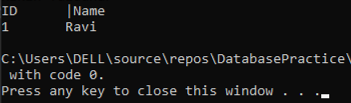 ID |Name
1 Ravi
C:\Users\DELL\source\repos\DatabasePractice\
with code 0.
Press any key to close this window . . .